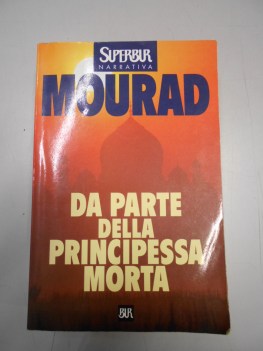 SUPERBUR
NARRATIVA
MOURAD
DA PARTE
DELLA
PRINCIPESSA
MORTA
BUR